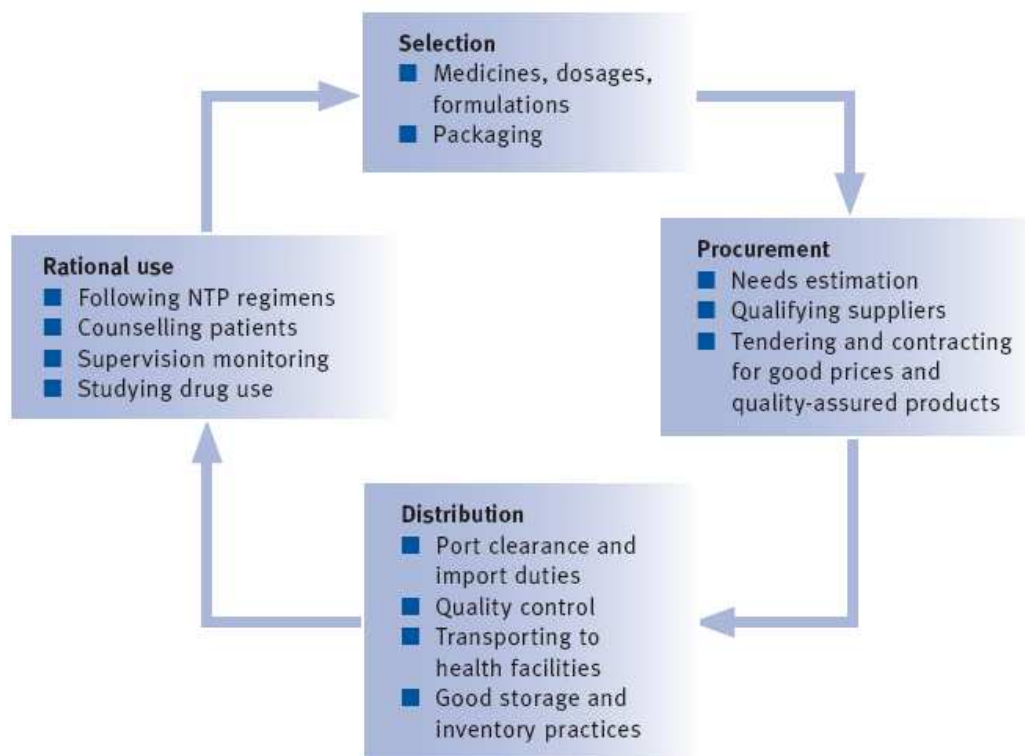 Selection
■ Medicines, dosages,
formulations
■ Packaging
Procurement
■ Needs estimation
■ Qualifying suppliers
■ Tendering and contracting
for good prices and
quality-assured products
Distribution
■ Port clearance and
import duties
■ Quality control
■ Transporting to
health facilities
■ Good storage and
inventory practices
Rational use
■ Following NTP regimens
■ Counselling patients
■ Supervision monitoring
■ Studying drug use